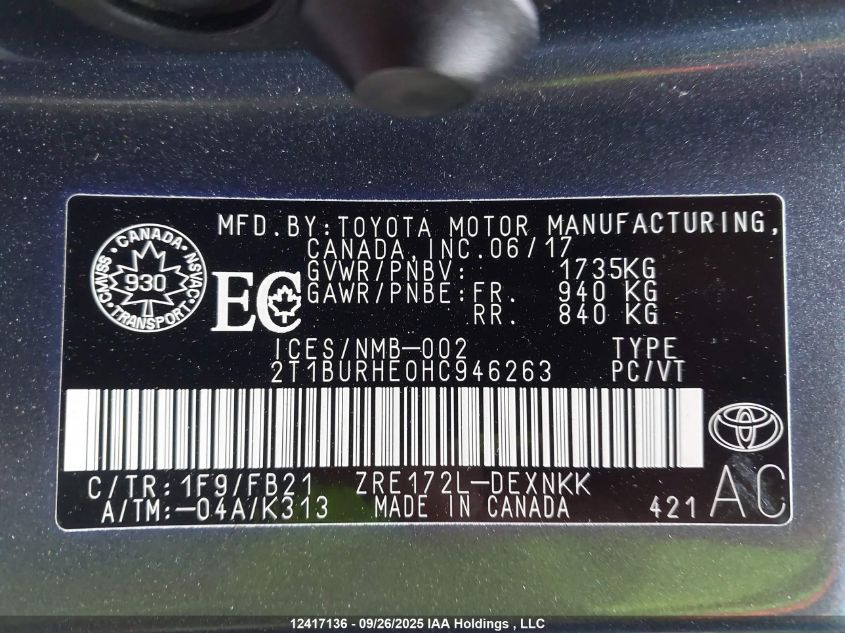 MFD.BY:TOYOTA MOTOR MANUFACTURING,
CANADA,INC.06/17
GVWR/PNBV: 1735KG
GAWR/PNBE:FR. 940 KG
RR. 840 KG
CANADA
CMVSS 930 NSVAC
TRANSPORT
EC
ICES/NMB-002 TYPE
2T1BURHE0HC946263 PC/VT
C/TR:1F9/FB21 ZRE172L-DEXNKK
A/TM:-04A/K313 MADE IN CANADA 421 AC
12417136 - 09/26/2025 IAA Holdings , LLC